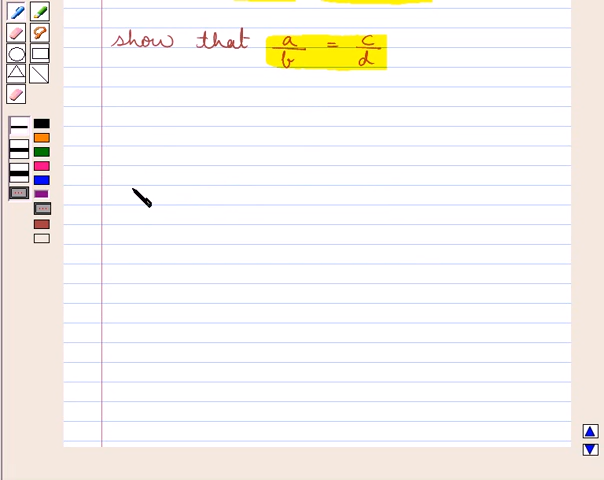 show that a/b = c/d